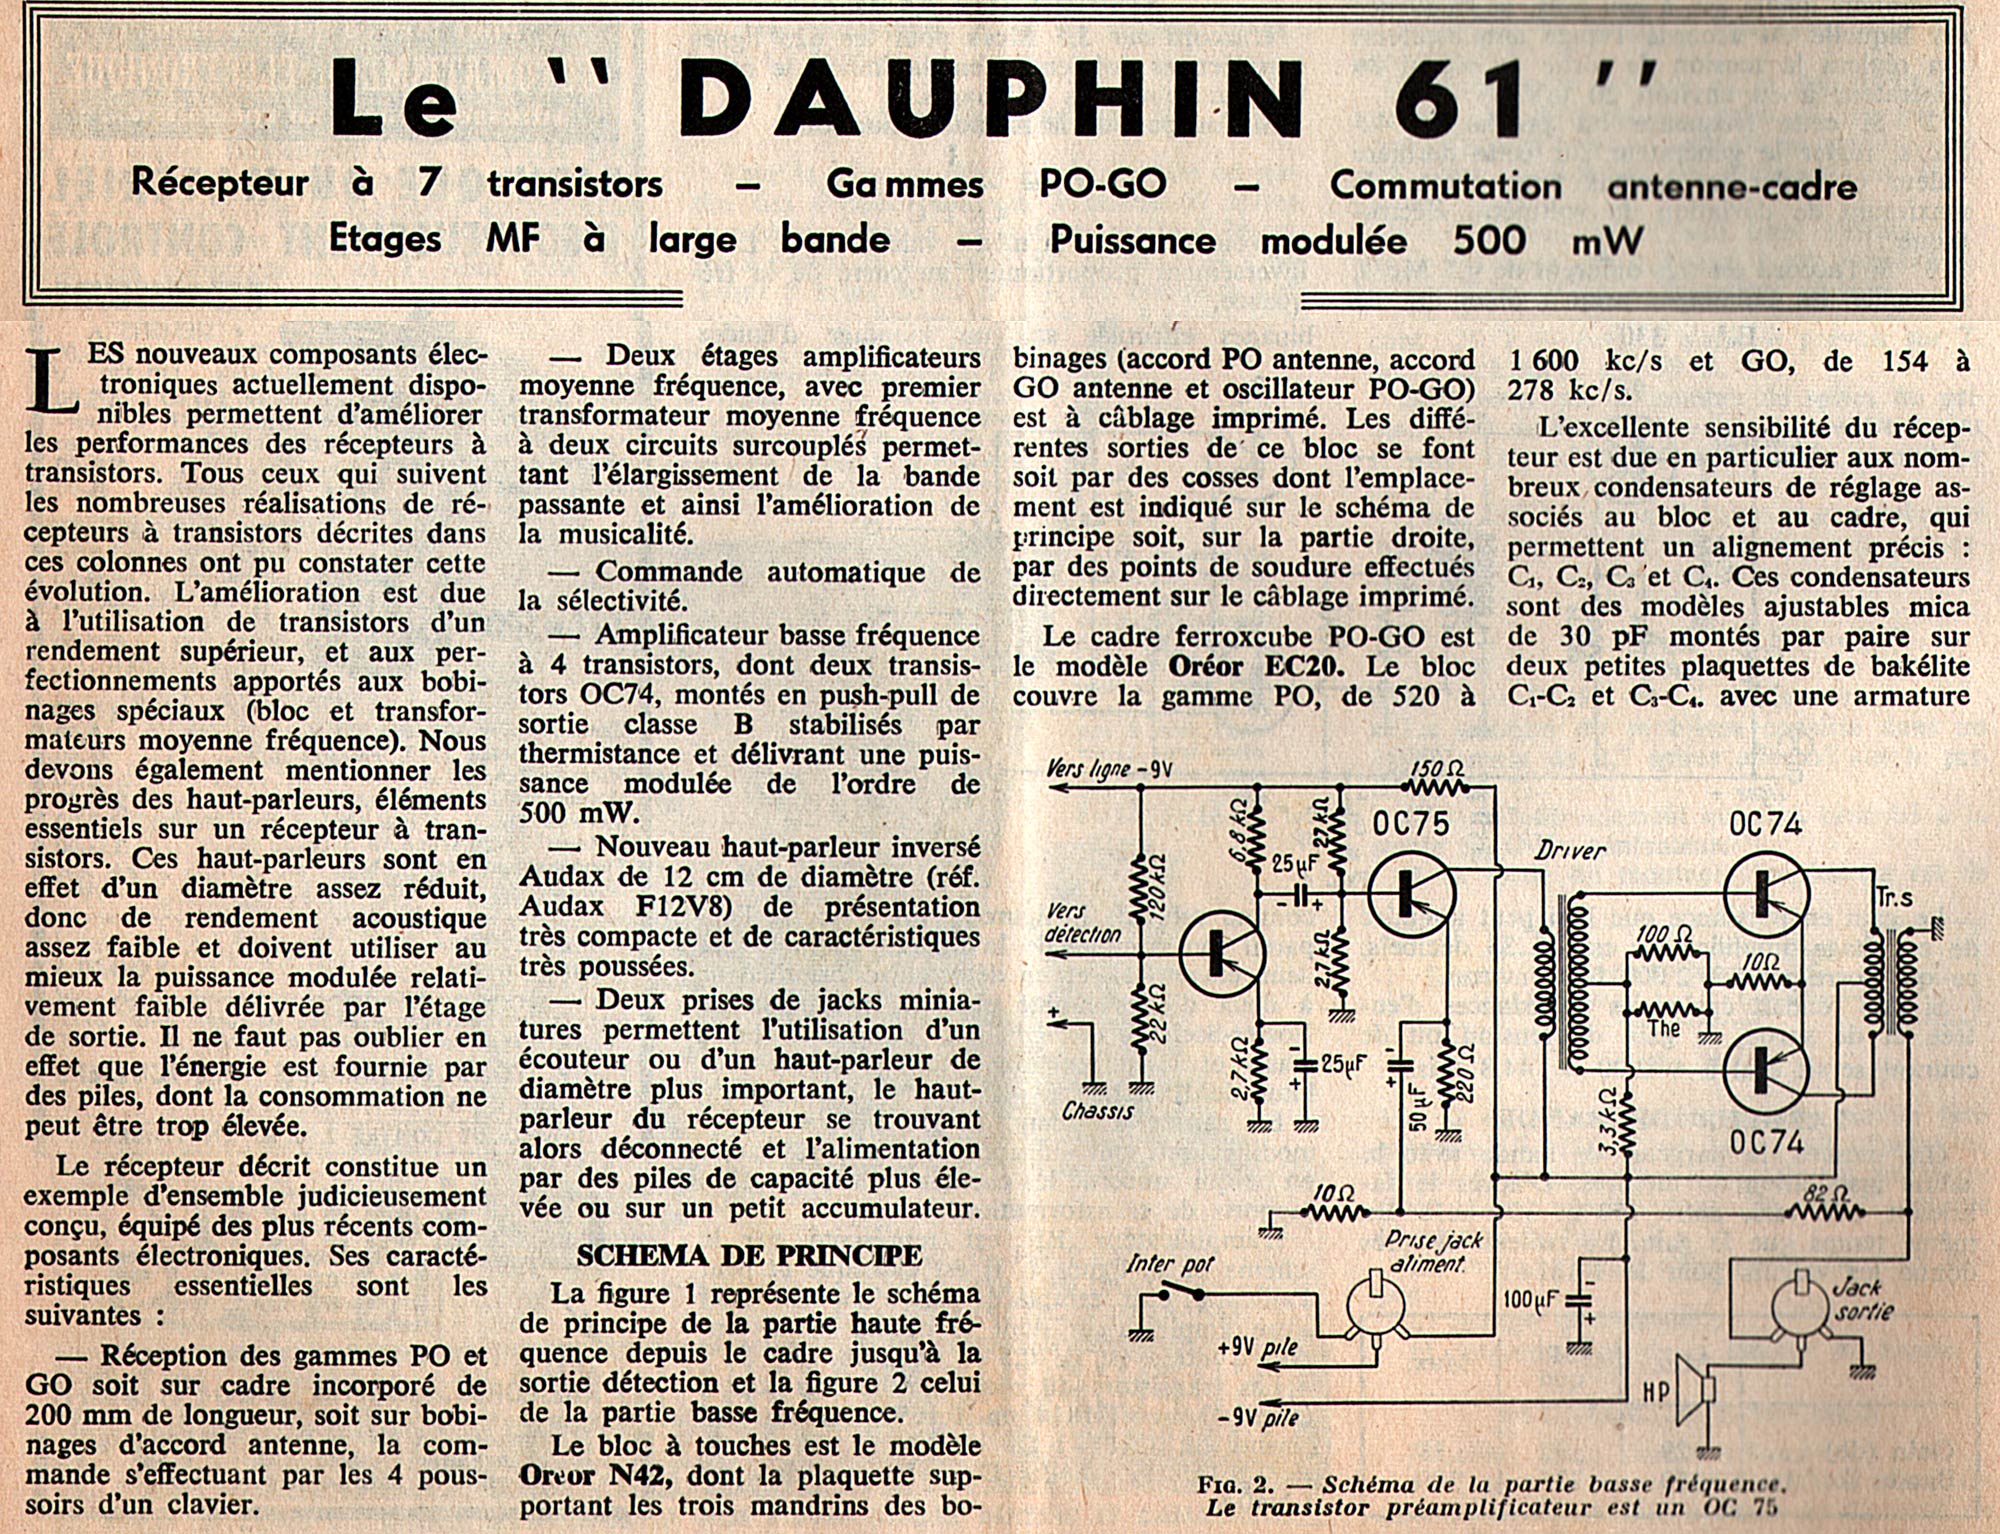 Le " DAUPHIN 61 "
Récepteur à 7 transistors — Gammes PO-GO — Commutation antenne-cadre
Etages MF à large bande — Puissance modulée 500 mW
LES nouveaux composants élec-
troniques actuellement dispo-
nibles permettent d'améliorer
les performances des récepteurs à
transistors. Tous ceux qui suivent
les nombreuses réalisations de ré-
cepteurs à transistors décrites dans
ces colonnes ont pu constater cette
évolution. L'amélioration est due
à l'utilisation de transistors d'un
rendement supérieur, et aux per-
fectionnements apportés aux bobi-
nages spéciaux (bloc et transfor-
mateurs moyenne fréquence). Nous
devons également mentionner les
progrès des haut-parleurs, éléments
essentiels sur un récepteur à tran-
sistors. Ces haut-parleurs sont en
effet d'un diamètre assez réduit,
donc de rendement acoustique
assez faible et doivent utiliser au
mieux la puissance modulée relati-
vement faible délivrée par l'étage
de sortie. Il ne faut pas oublier en
effet que l'énergie est fournie par
des piles, dont la consommation ne
peut être trop élevée.
Le récepteur décrit constitue un
exemple d'ensemble judicieusement
conçu, équipé des plus récents com-
posants électroniques. Ses caracté-
ristiques essentielles sont les
suivantes :
— Réception des gammes PO et
GO soit sur cadre incorporé de
200 mm de longueur, soit sur bobi-
nages d'accord antenne, la com-
mande s'effectuant par les 4 pous-
soirs d'un clavier.
— Deux étages amplificateurs
moyenne fréquence, avec premier
transformateur moyenne fréquence
à deux circuits surcouplés permet-
tant l'élargissement de la bande
passante et ainsi l'amélioration de
la musicalité.
— Commande automatique de
la sélectivité.
— Amplificateur basse fréquence
à 4 transistors, dont deux transis-
tors OC74, montés en push-pull de
sortie classe B stabilisés par
thermistance et délivrant une puis-
sance modulée de l'ordre de
500 mW.
— Nouveau haut-parleur inversé
Audax de 12 cm de diamètre (réf.
Audax F12V8) de présentation
très compacte et de caractéristiques
très poussées.
— Deux prises de jacks minia-
tures permettent l'utilisation d'un
écouteur ou d'un haut-parleur de
diamètre plus important, le haut-
parleur du récepteur se trouvant
alors déconnecté et l'alimentation
par des piles de capacité plus éle-
vée ou sur un petit accumulateur.
SCHEMA DE PRINCIPE
La figure 1 représente le schéma
de principe de la partie haute fré-
quence depuis le cadre jusqu'à la
sortie détection et la figure 2 celui
de la partie basse fréquence.
Le bloc à touches est le modèle
Oréor N42, dont la plaquette sup-
portant les trois mandrins des bo-
binages (accord PO antenne, accord
GO antenne et oscillateur PO-GO)
est à câblage imprimé. Les diffé-
rentes sorties de ce bloc se font
soit par des cosses dont l'emplace-
ment est indiqué sur le schéma de
principe soit, sur la partie droite,
par des points de soudure effectués
directement sur le câblage imprimé.
Le cadre ferroxcube PO-GO est
le modèle Oréor EC20. Le bloc
couvre la gamme PO, de 520 à
1 600 kc/s et GO, de 154 à
278 kc/s.
L'excellente sensibilité du récep-
teur est due en particulier aux nom-
breux condensateurs de réglage as-
sociés au bloc et au cadre, qui
permettent un alignement précis :
C₁, C₂, C₃ et C₄. Ces condensateurs
sont des modèles ajustables mica
de 30 pF montés par paire sur
deux petites plaquettes de bakélite
C₁-C₂ et C₃-C₄. avec une armature
Vers ligne -9V
150 Ω
6,8 kΩ
27 kΩ
OC75
OC74
25 µF
- +
Driver
120 kΩ
Tr.s
Vers
détection
100 Ω
10 Ω
2,7 kΩ
The
+
22 kΩ
2,7 kΩ
-
+
25 µF
-
+
50 µF
220 Ω
Chassis
3,3 kΩ
OC74
10 Ω
82 Ω
Prise jack
aliment.
Inter pot
100 µF
-
+
Jack
sortie
+9V pile
-9V pile
HP
FIG. 2. — Schéma de la partie basse fréquence.
Le transistor préamplificateur est un OC 75